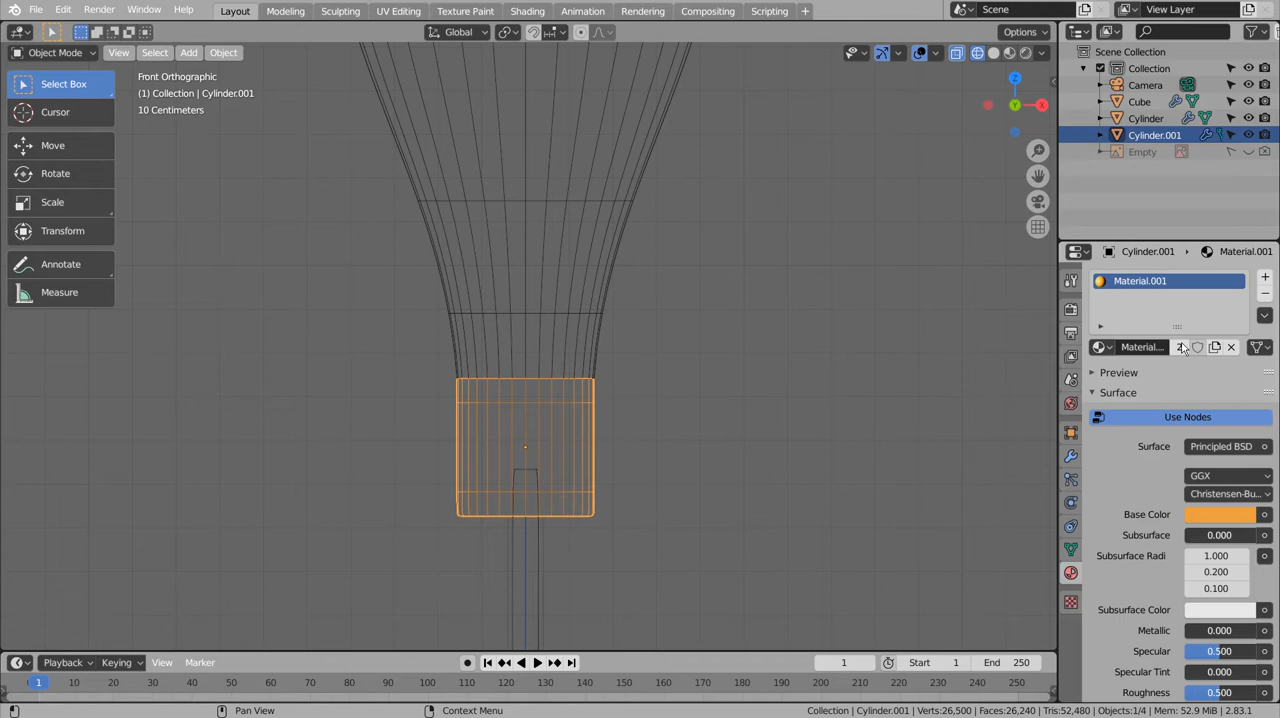 File Edit Render Window Help Layout Modeling Sculpting UV Editing Texture Paint Shading Animation Rendering Compositing Scripting + Scene View Layer
Global Options
Object Mode View Select Add Object
Select Box
Cursor
Move
Rotate
Scale
Transform
Annotate
Measure
Front Orthographic
(1) Collection | Cylinder.001
10 Centimeters
Z
Y
X
Scene Collection
Collection
Camera
Cube
Cylinder
Cylinder.001
Empty
Cylinder.001 Material.001
Material.001
Material.... 2
Preview
Surface
Use Nodes
Surface Principled BSD
GGX
Christensen-Bu...
Base Color
Subsurface 0.000
Subsurface Radi 1.000
0.200
0.100
Subsurface Color
Metallic 0.000
Specular 0.500
Specular Tint 0.000
Roughness 0.500
Playback Keying View Marker 1 Start 1 End 250
1 10 20 30 40 50 60 70 80 90 100 110 120 130 140 150 160 170 180 190 200 210 220 230 240 250
Pan View Context Menu Collection | Cylinder.001 | Verts:26,500 | Faces:26,240 | Tris:52,480 | Objects:1/4 | Mem: 52.9 MiB | 2.83.1